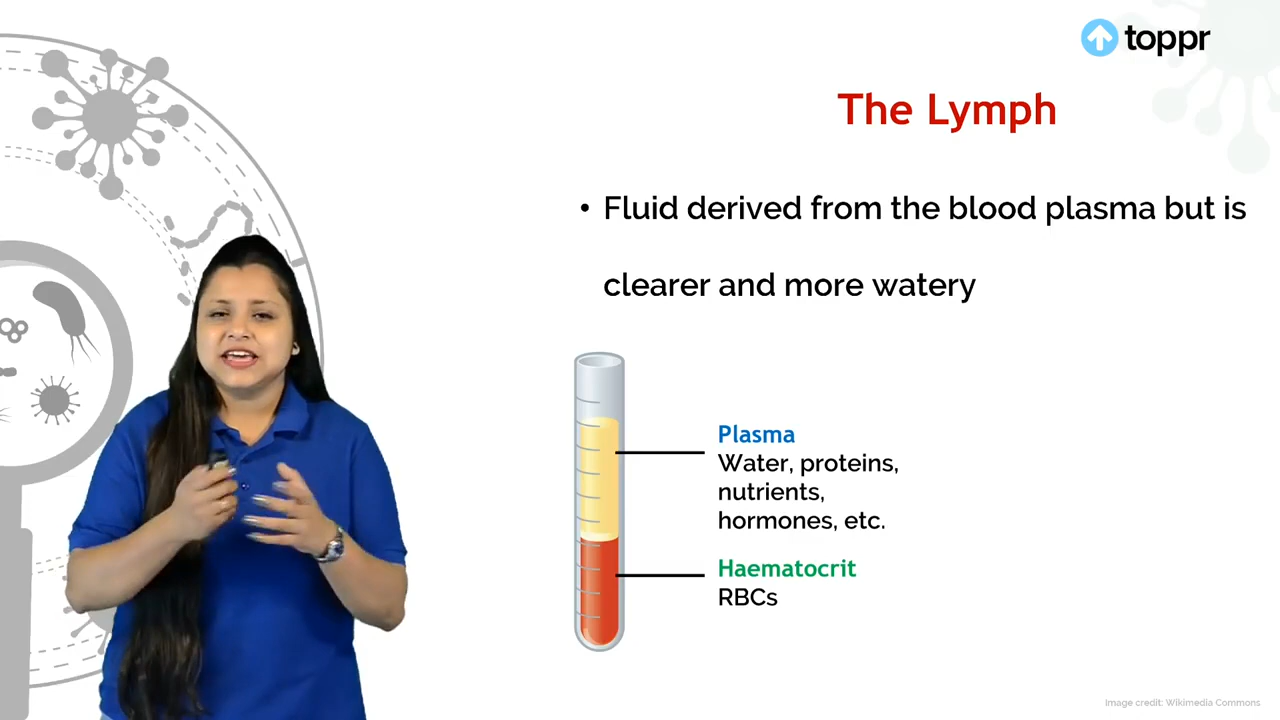 toppr
The Lymph
• Fluid derived from the blood plasma but is
clearer and more watery
Plasma
Water, proteins,
nutrients,
hormones, etc.
Haematocrit
RBCs
Image credit: Wikimedia Commons